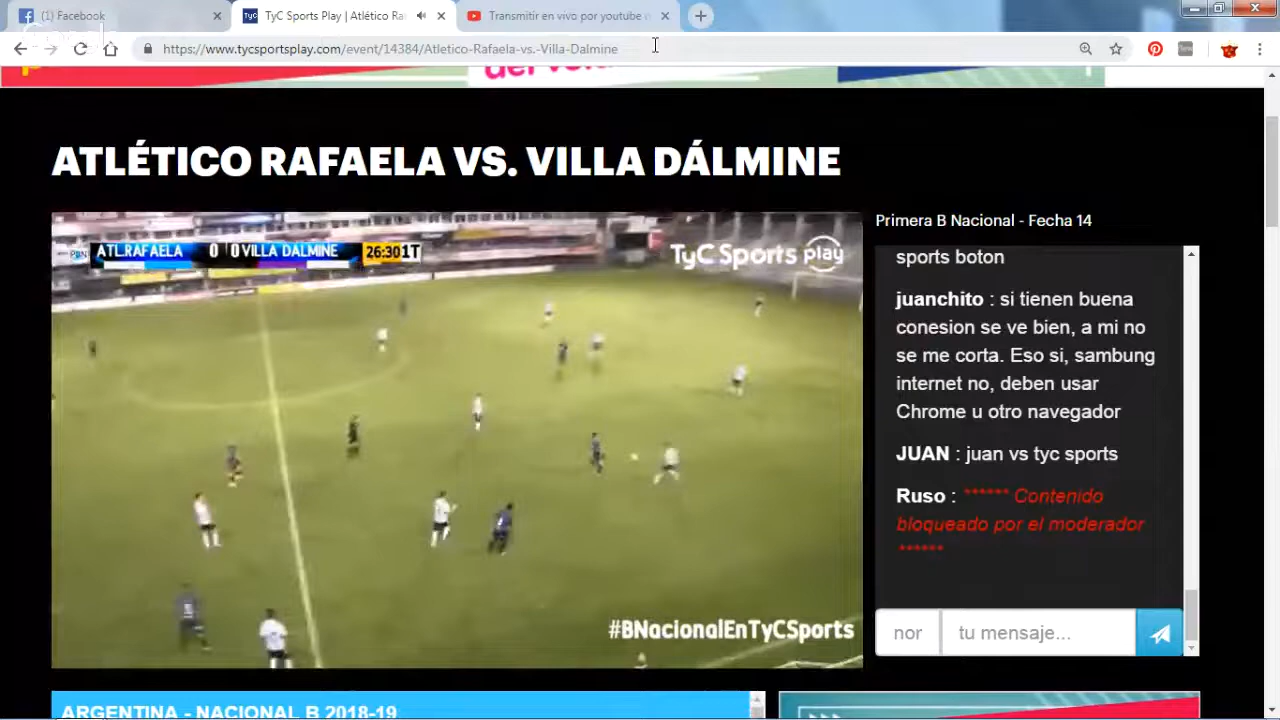 (1) Facebook
TyC Sports Play | Atlético Ra
Transmitir en vivo por youtube
https://www.tycsportsplay.com/event/14384/Atletico-Rafaela-vs.-Villa-Dalmine
ATLÉTICO RAFAELA VS. VILLA DÁLMINE
ATL.RAFAELA 0 0 VILLA DALMINE 26:30 1T
TyC Sports play
#BNacionalEnTyCSports
Primera B Nacional - Fecha 14
sports boton
juanchito : si tienen buena
conesion se ve bien, a mi no
se me corta. Eso si, sambung
internet no, deben usar
Chrome u otro navegador
JUAN : juan vs tyc sports
Ruso : ****** Contenido
bloqueado por el moderador
******
nor
tu mensaje...
ARGENTINA - NACIONAL B 2018-19